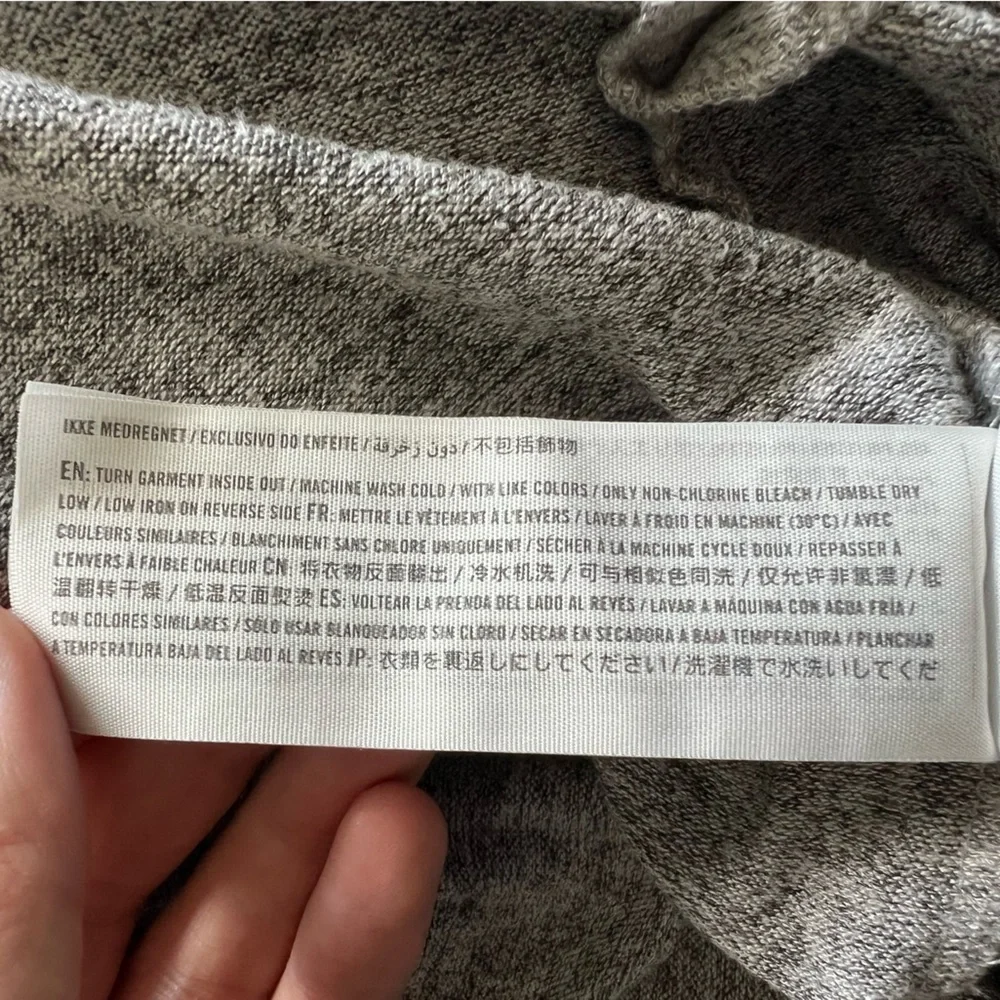 IKKE MEDREGNET / EXCLUSIVO DO ENFEITE / دون زخرفة / 不包括飾物
EN: TURN GARMENT INSIDE OUT / MACHINE WASH COLD / WITH LIKE COLORS / ONLY NON-CHLORINE BLEACH / TUMBLE DRY
LOW / LOW IRON ON REVERSE SIDE FR: METTRE LE VÊTEMENT À L'ENVERS / LAVER À FROID EN MACHINE (30°C) / AVEC
COULEURS SIMILAIRES / BLANCHIMENT SANS CHLORE UNIQUEMENT / SÉCHER À LA MACHINE CYCLE DOUX / REPASSER À
L'ENVERS À FAIBLE CHALEUR CN: 将衣物反面翻出 / 冷水机洗 / 可与相似色同洗 / 仅允许非氯漂 / 低
温翻转干燥 / 低温反面熨烫 ES: VOLTEAR LA PRENDA DEL LADO AL REVÉS / LAVAR A MÁQUINA CON AGUA FRÍA /
CON COLORES SIMILARES / SÓLO USAR BLANQUEADOR SIN CLORO / SECAR EN SECADORA A BAJA TEMPERATURA / PLANCHAR
A TEMPERATURA BAJA DEL LADO AL REVÉS JP: 衣類を裏返しにしてください / 洗濯機で水洗いしてくだ